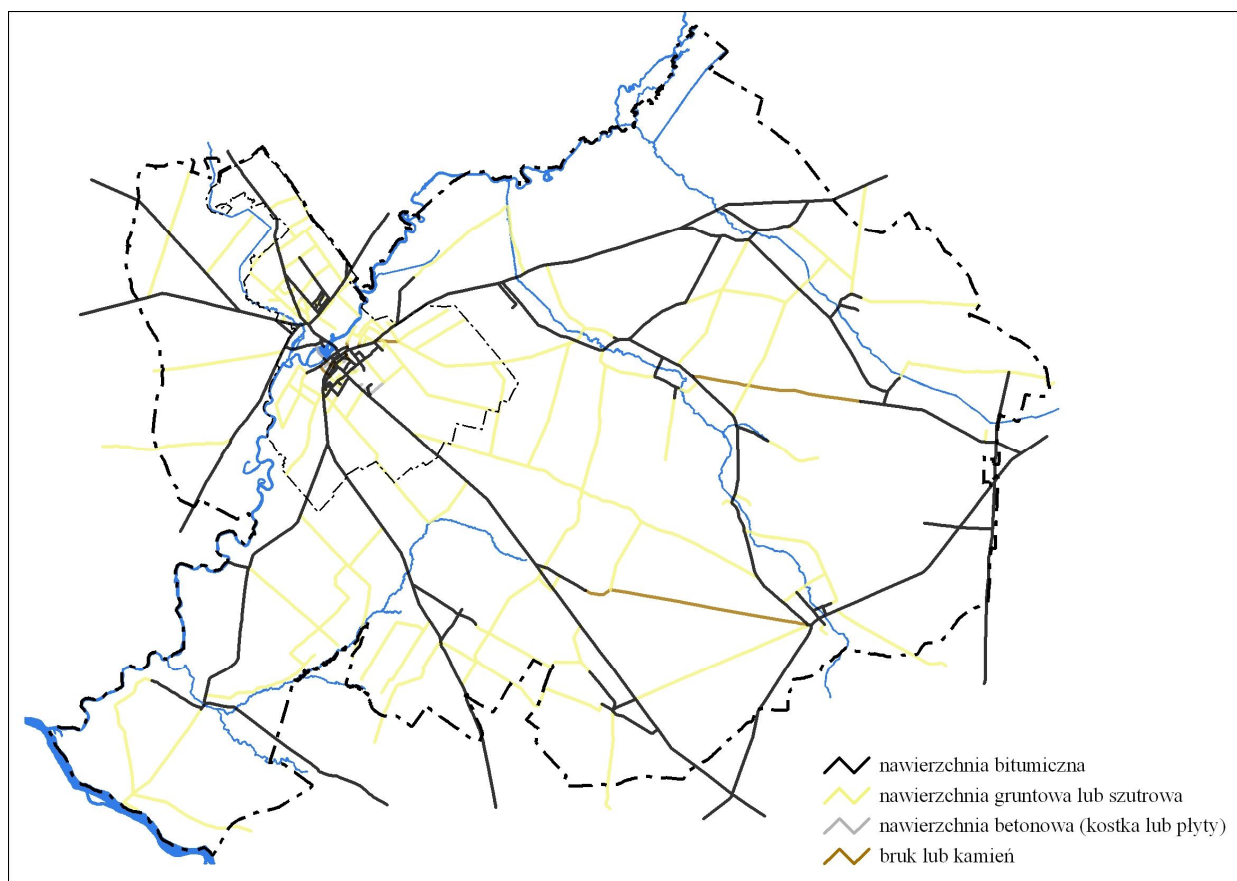 nawierzchnia bitumiczna
nawierzchnia gruntowa lub szutrowa
nawierzchnia betonowa (kostka lub płyty)
bruk lub kamień